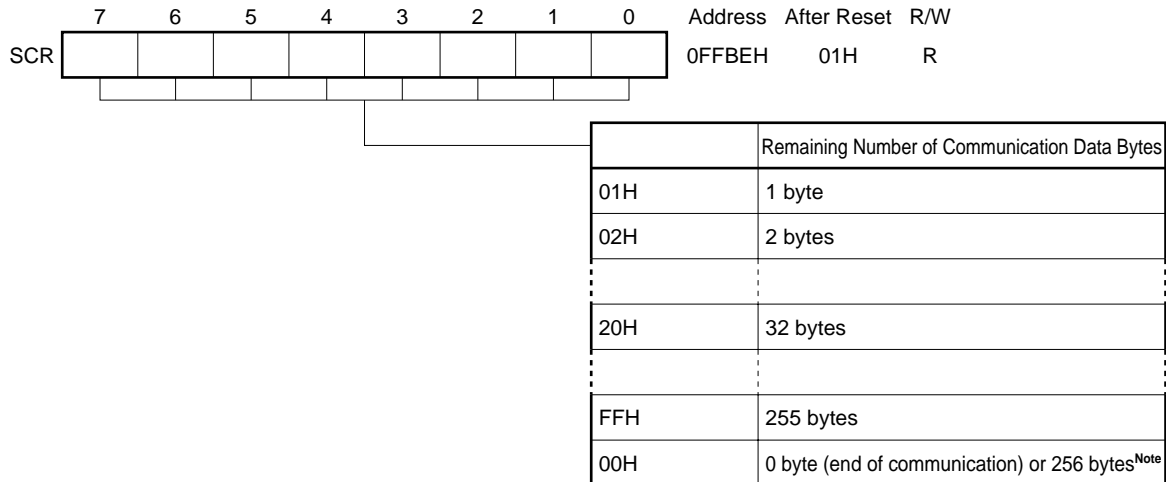 7 6 5 4 3 2 1 0 Address After Reset R/W
SCR 0FFBEH 01H R
Remaining Number of Communication Data Bytes
01H 1 byte
02H 2 bytes
20H 32 bytes
FFH 255 bytes
00H 0 byte (end of communication) or 256 bytesNote